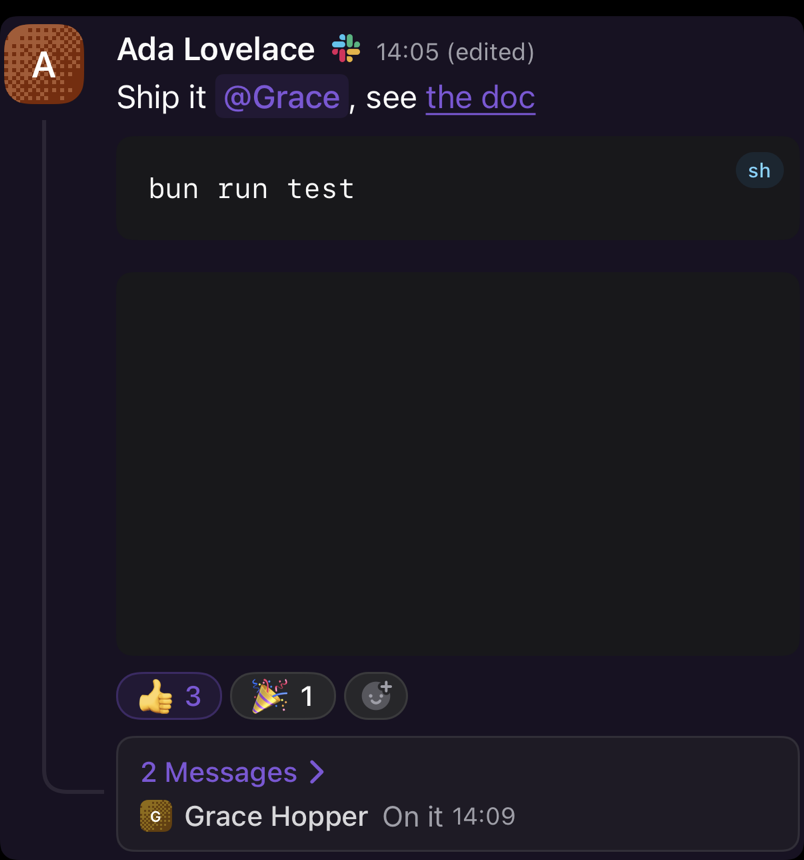 A
Ada Lovelace 14:05 (edited)
Ship it @Grace, see the doc
sh
bun run test
👍 3 🎉 1
2 Messages
G Grace Hopper On it 14:09